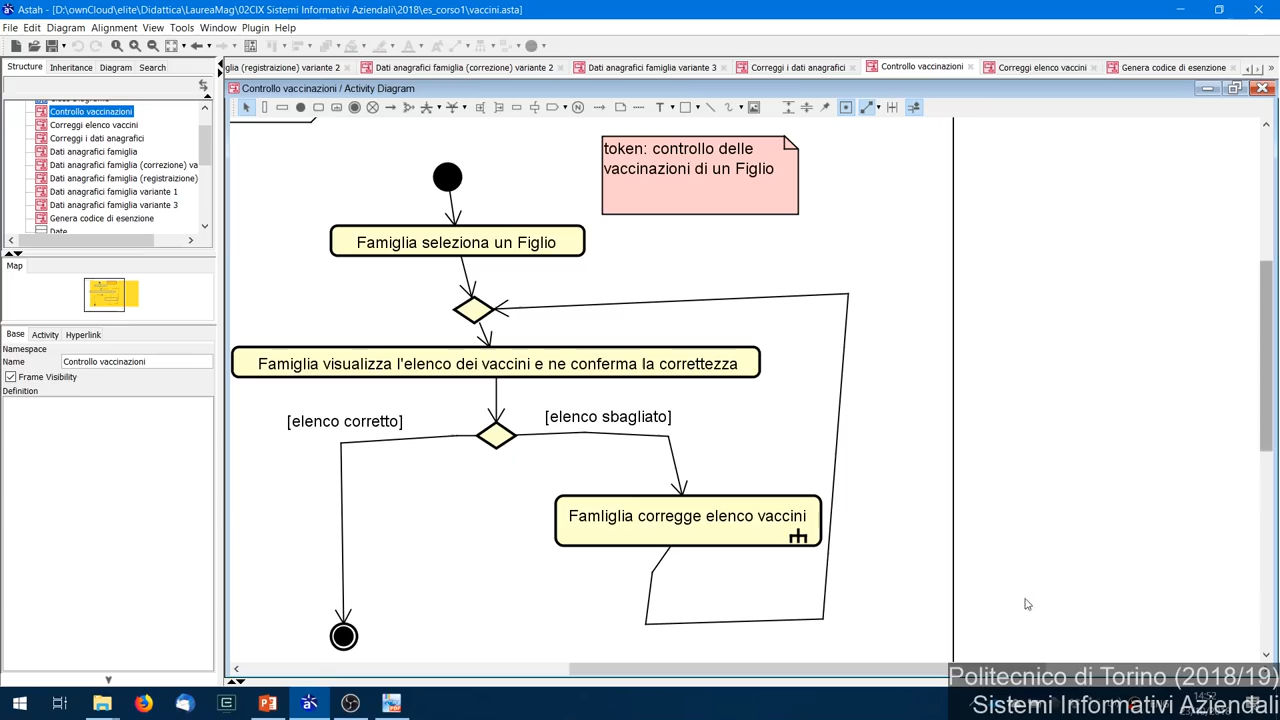 Astah - [D:\ownCloud\elite\Didattica\LaureaMag\02CIX Sistemi Informativi Aziendali\2018\es_corso1\vaccini.asta]
File Edit Diagram Alignment View Tools Window Plugin Help
Structure Inheritance Diagram Search
glia (registrazione) variante 2 Dati anagrafici famiglia (correzione) variante 2 Dati anagrafici famiglia variante 3 Correggi i dati anagrafici Controllo vaccinazioni Correggi elenco vaccini Genera codice di esenzione
Controllo vaccinazioni / Activity Diagram
Controllo vaccinazioni
Correggi elenco vaccini
Correggi i dati anagrafici
Dati anagrafici famiglia
Dati anagrafici famiglia (correzione) va
Dati anagrafici famiglia (registrazione)
Dati anagrafici famiglia variante 1
Dati anagrafici famiglia variante 3
Genera codice di esenzione
Date
Map
Base Activity Hyperlink
Namespace
Name Controllo vaccinazioni
Frame Visibility
Definition
token: controllo delle
vaccinazioni di un Figlio
Famiglia seleziona un Figlio
Famiglia visualizza l'elenco dei vaccini e ne conferma la correttezza
[elenco corretto]
[elenco sbagliato]
Famliglia corregge elenco vaccini
Politecnico di Torino (2018/19)
Sistemi Informativi Aziendali
14:52